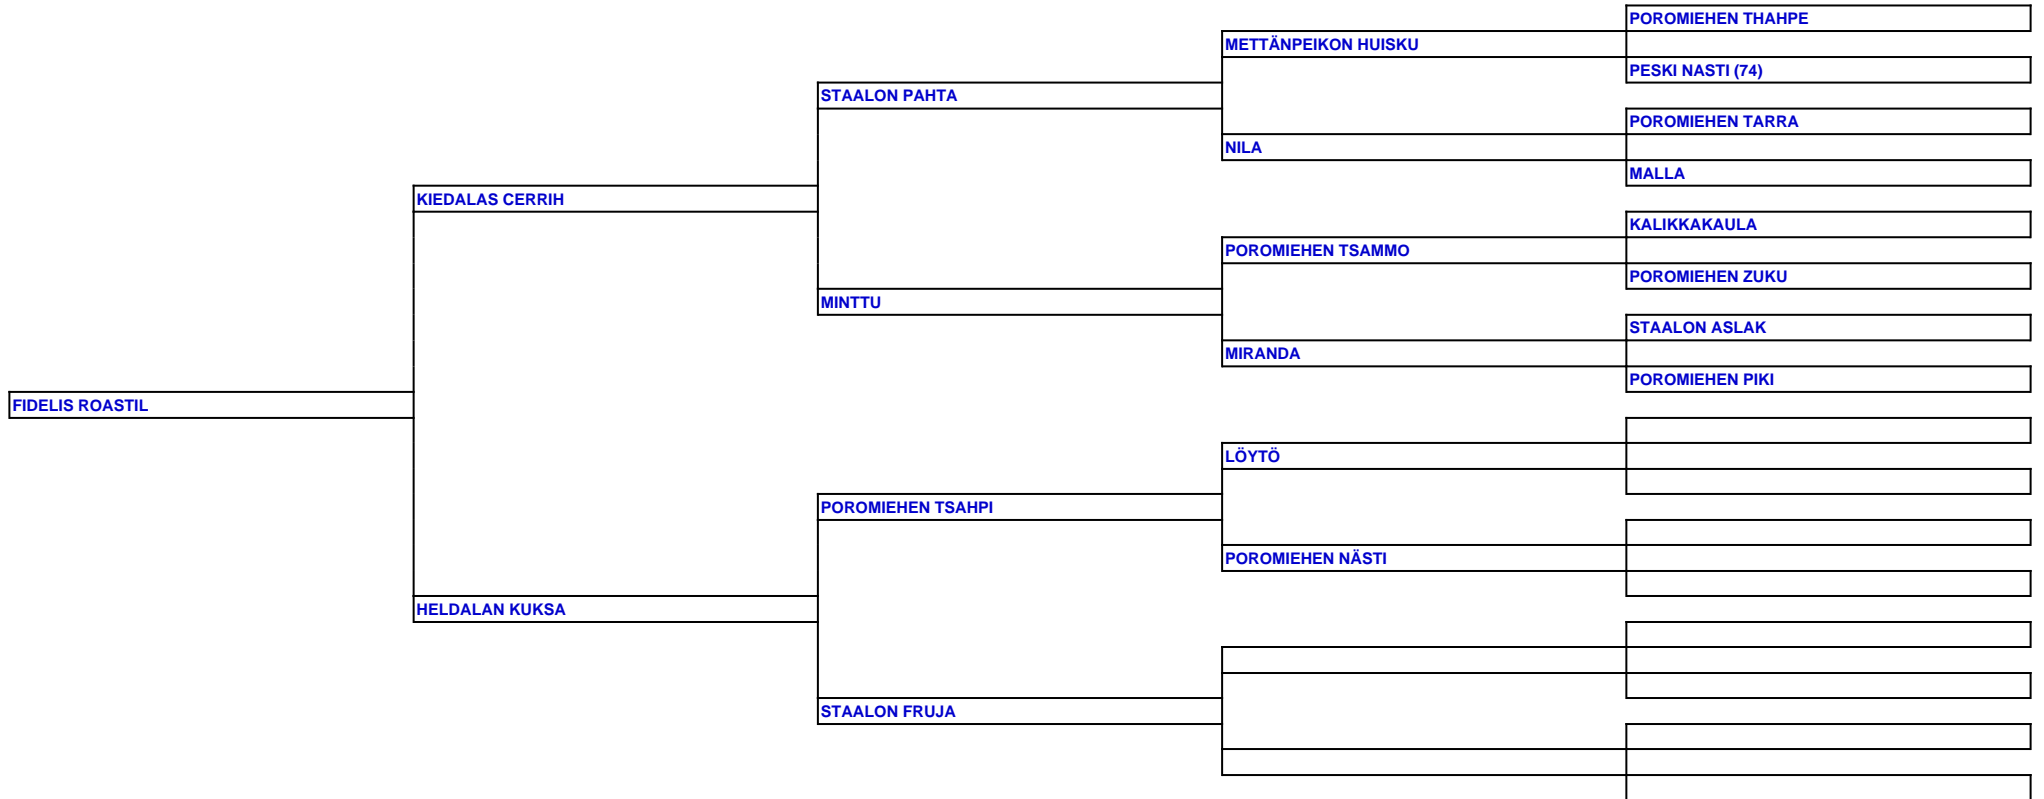 POROMIEHEN THAHPE
METTÄNPEIKON HUISKU
PESKI NASTI (74)
STAALON PAHTA
POROMIEHEN TARRA
NILA
MALLA
KIEDALAS CERRIH
KALIKKAKAULA
POROMIEHEN TSAMMO
POROMIEHEN ZUKU
MINTTU
STAALON ASLAK
MIRANDA
POROMIEHEN PIKI
FIDELIS ROASTIL
LÖYTÖ
POROMIEHEN TSAHPI
POROMIEHEN NÄSTI
HELDALAN KUKSA
STAALON FRUJA